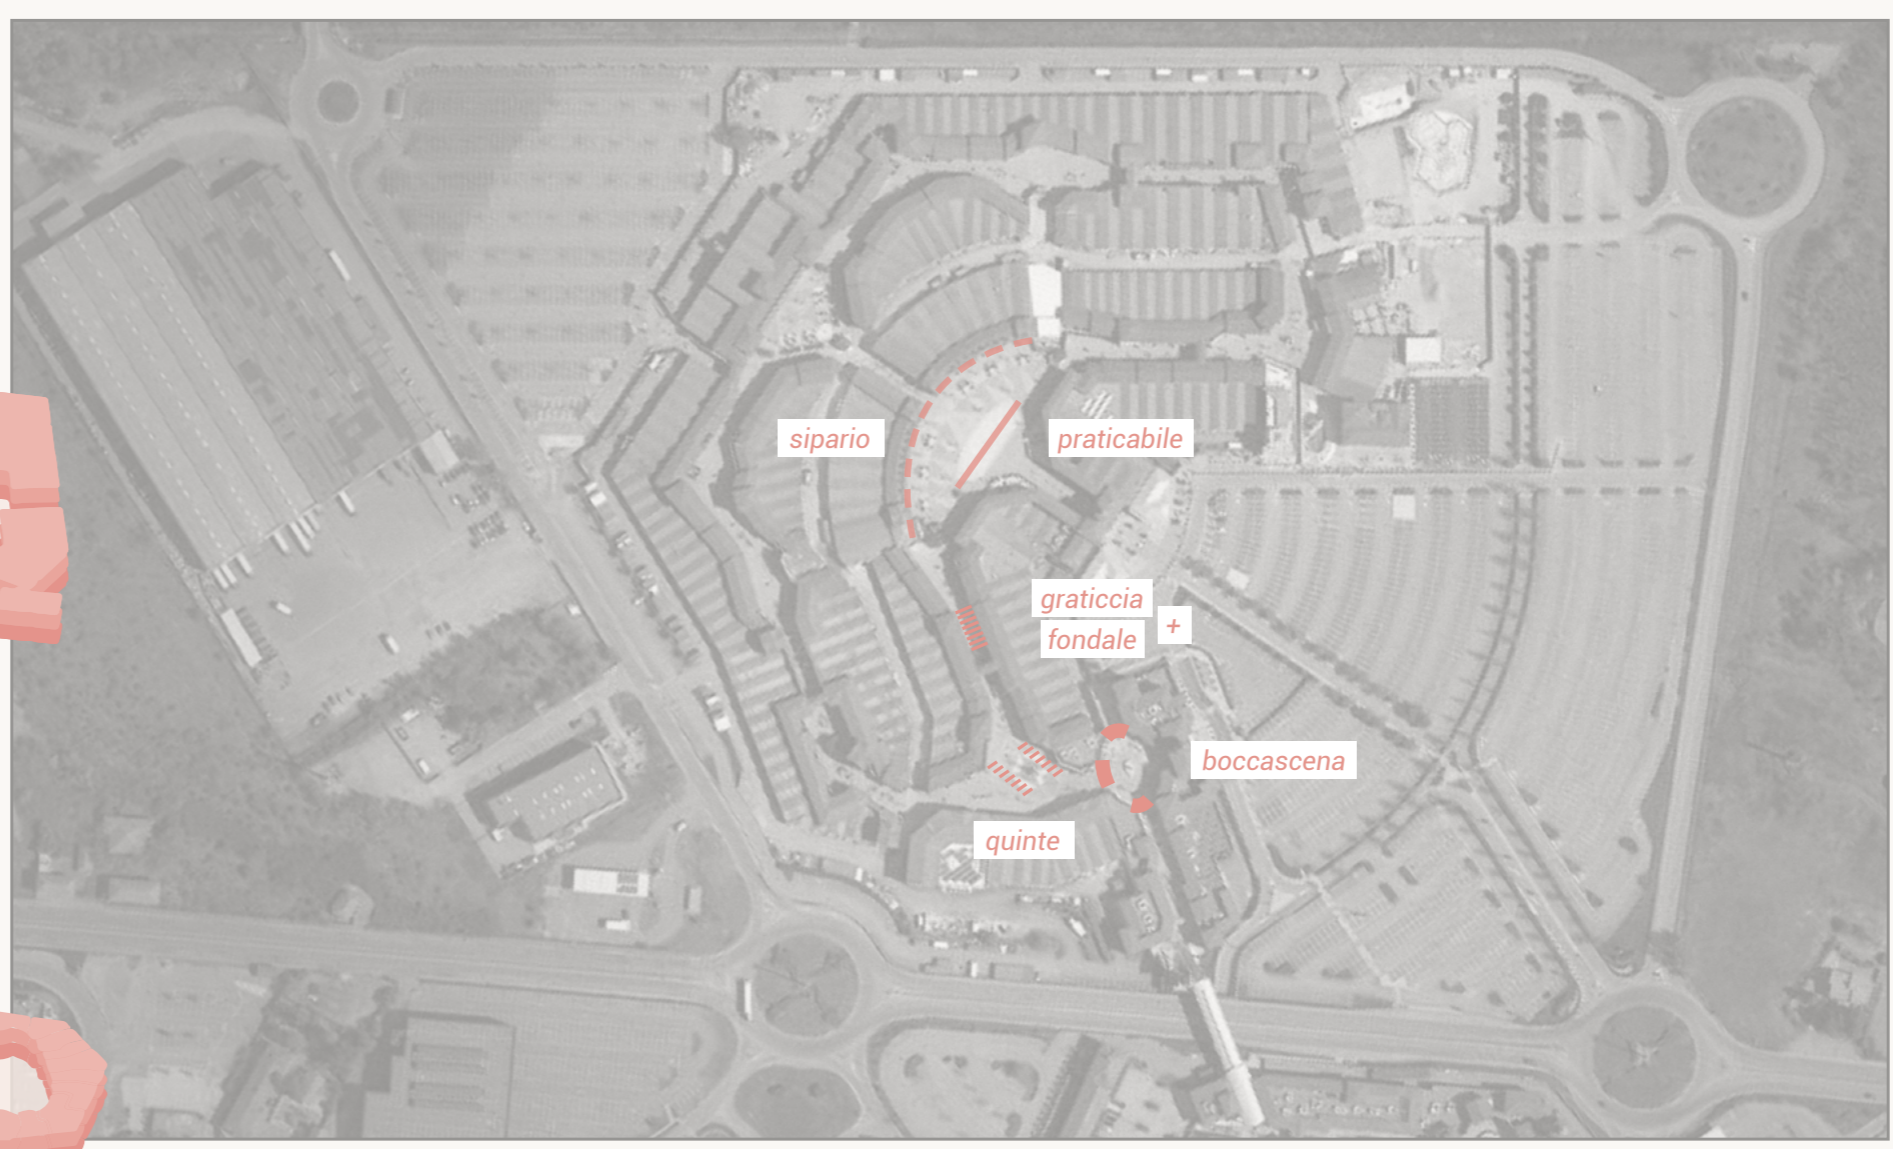 sipario
praticabile
graticcia
fondale
+
boccascena
quinte